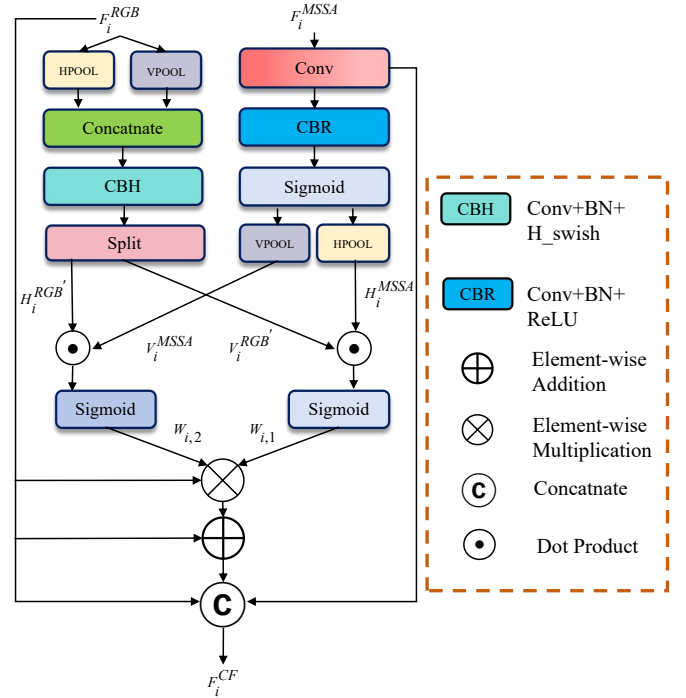 F_i^{RGB}
F_i^{MSSA}
HPOOL
VPOOL
Conv
Concatnate
CBR
CBH
Sigmoid
Split
VPOOL
HPOOL
H_i^{RGB'}
H_i^{MSSA}
V_i^{MSSA}
V_i^{RGB'}
Sigmoid
Sigmoid
W_{i,2}
W_{i,1}
C
F_i^{CF}
CBH
Conv+BN+
H_swish
CBR
Conv+BN+
ReLU
Element-wise
Addition
Element-wise
Multiplication
C
Concatnate
Dot Product